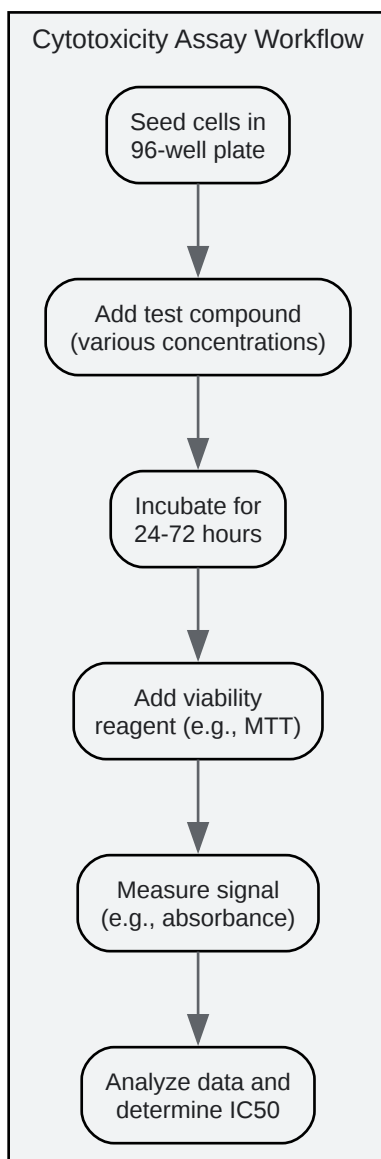 Cytotoxicity Assay Workflow
Seed cells in
96-well plate
Add test compound
(various concentrations)
Incubate for
24-72 hours
Add viability
reagent (e.g., MTT)
Measure signal
(e.g., absorbance)
Analyze data and
determine IC50